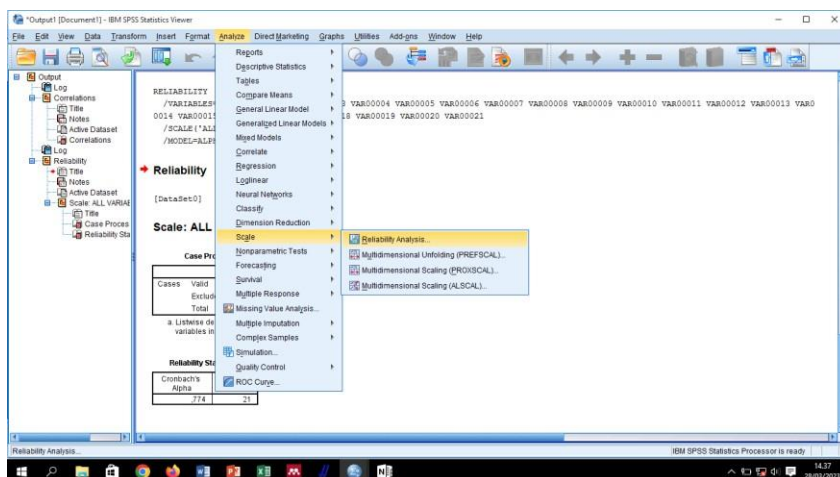 *Output1 [Document1] - IBM SPSS Statistics Viewer
File Edit View Data Transform Insert Format Analyze Direct Marketing Graphs Utilities Add-ons Window Help
Output
Log
Correlations
Title
Notes
Active Dataset
Correlations
Log
Reliability
Title
Notes
Active Dataset
Scale: ALL VARIAB
Title
Case Proces
Reliability Sta
RELIABILITY
/VARIABLES= 3 VAR00004 VAR00005 VAR00006 VAR00007 VAR00008 VAR00009 VAR00010 VAR00011 VAR00012 VAR00013 VAR0
0014 VAR00015 18 VAR00019 VAR00020 VAR00021
/SCALE('ALL
/MODEL=ALPH
Reliability
[DataSet0]
Scale: ALL
Case Pro
Cases Valid
Exclud
Total
a. Listwise de
variables in
Reliability Sta
Cronbach's
Alpha
,774 21
Reports
Descriptive Statistics
Tables
Compare Means
General Linear Model
Generalized Linear Models
Mixed Models
Correlate
Regression
Loglinear
Neural Networks
Classify
Dimension Reduction
Scale
Nonparametric Tests
Forecasting
Survival
Multiple Response
Missing Value Analysis...
Multiple Imputation
Complex Samples
Simulation...
Quality Control
ROC Curve...
Reliability Analysis...
Multidimensional Unfolding (PREFSCAL)...
Multidimensional Scaling (PROXSCAL)...
Multidimensional Scaling (ALSCAL)...
Reliability Analysis...
IBM SPSS Statistics Processor is ready
14.37